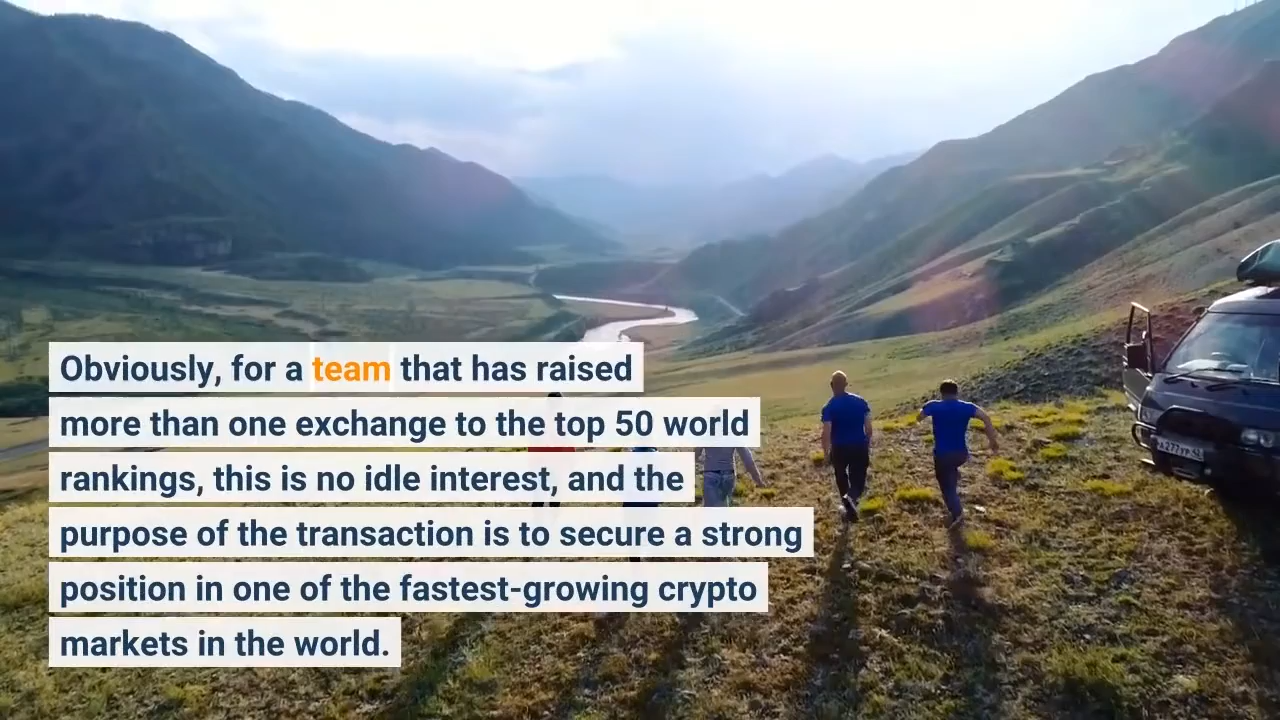 Obviously, for a team that has raised
more than one exchange to the top 50 world
rankings, this is no idle interest, and the
purpose of the transaction is to secure a strong
position in one of the fastest-growing crypto
markets in the world.